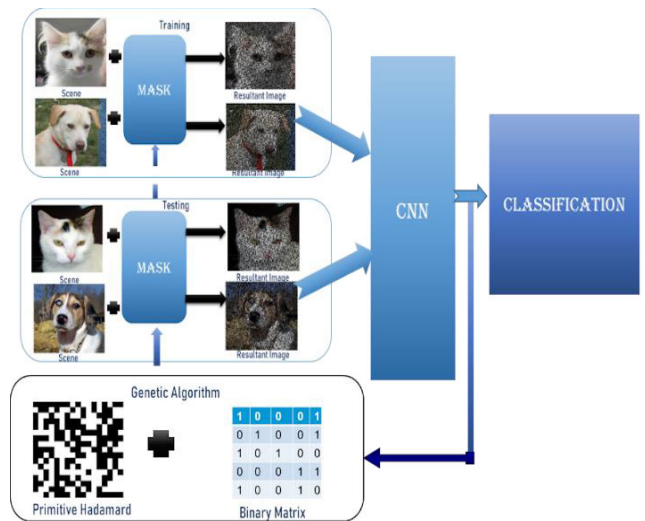 Training
Scene
MASK
Resultant Image
Scene
Resultant Image
Testing
Scene
MASK
Resultant Image
Scene
Resultant Image
CNN
CLASSIFICATION
Genetic Algorithm
1 0 0 0 1
0 1 0 0 1
1 0 1 0 0
0 0 0 1 1
1 0 0 1 0
Primitive Hadamard
Binary Matrix